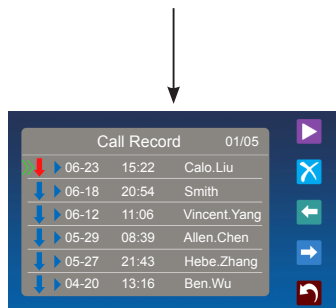 Call Record 01/05
06-23 15:22 Calo.Liu
06-18 20:54 Smith
06-12 11:06 Vincent.Yang
05-29 08:39 Allen.Chen
05-27 21:43 Hebe.Zhang
04-20 13:16 Ben.Wu